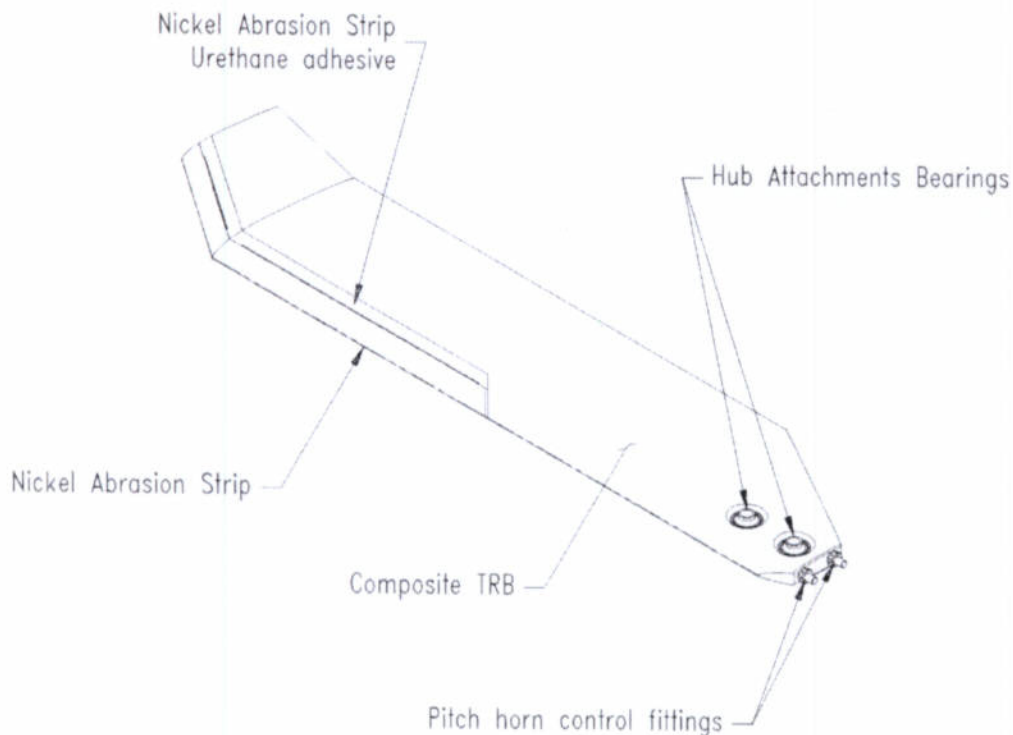 Nickel Abrasion Strip
Urethane adhesive
Hub Attachments Bearings
Nickel Abrasion Strip
Composite TRB
Pitch horn control fittings